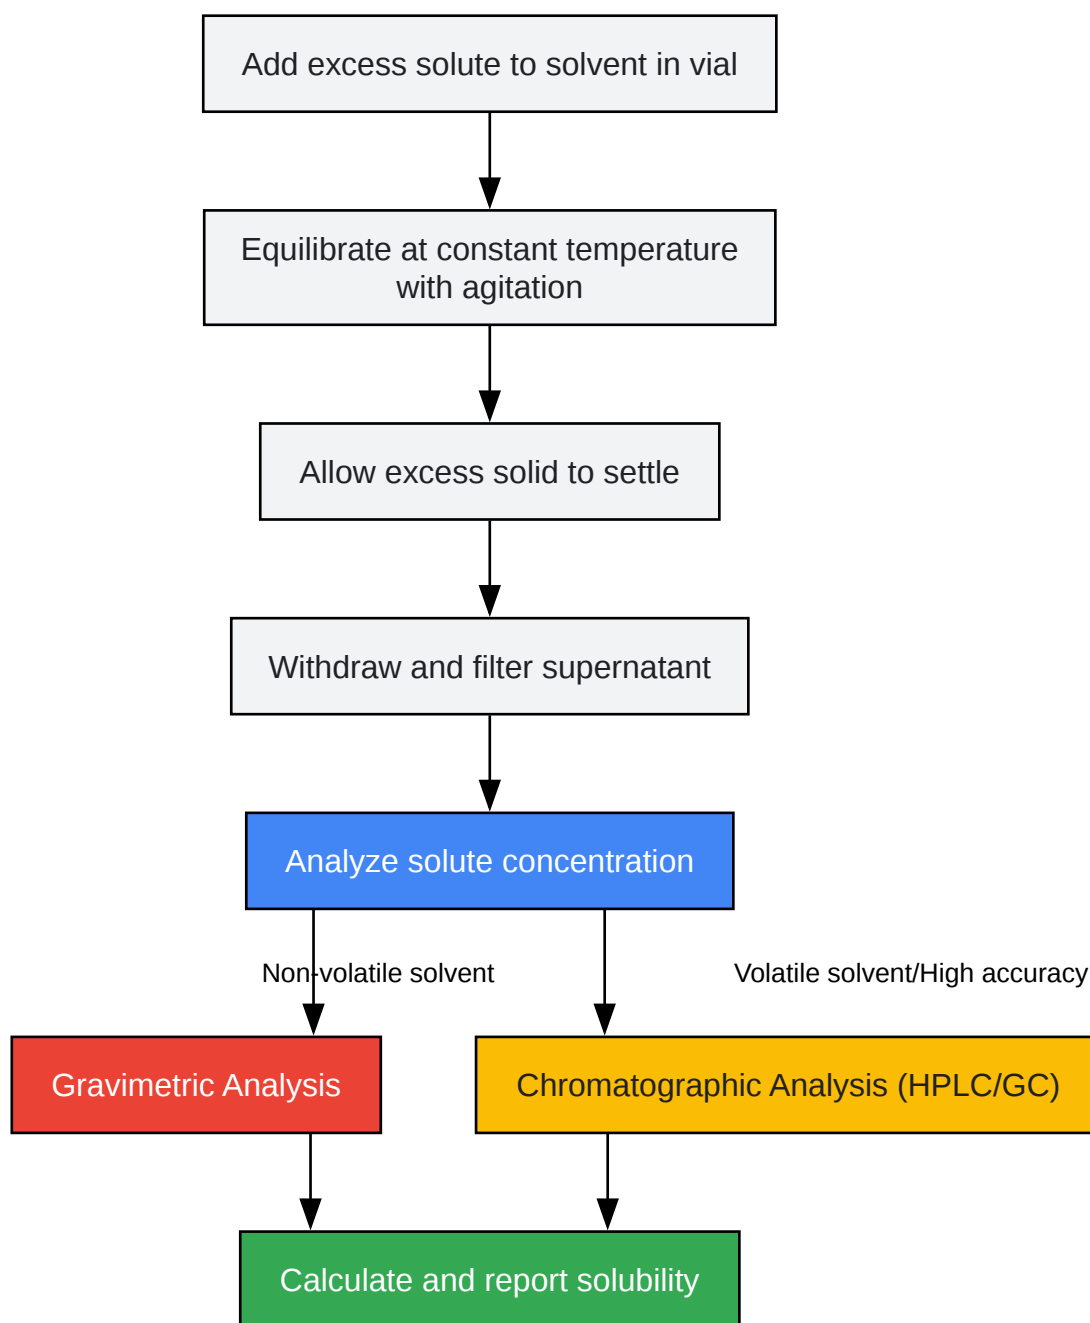 Add excess solute to solvent in vial
Equilibrate at constant temperature
with agitation
Allow excess solid to settle
Withdraw and filter supernatant
Analyze solute concentration
Non-volatile solvent
Volatile solvent/High accuracy
Gravimetric Analysis
Chromatographic Analysis (HPLC/GC)
Calculate and report solubility